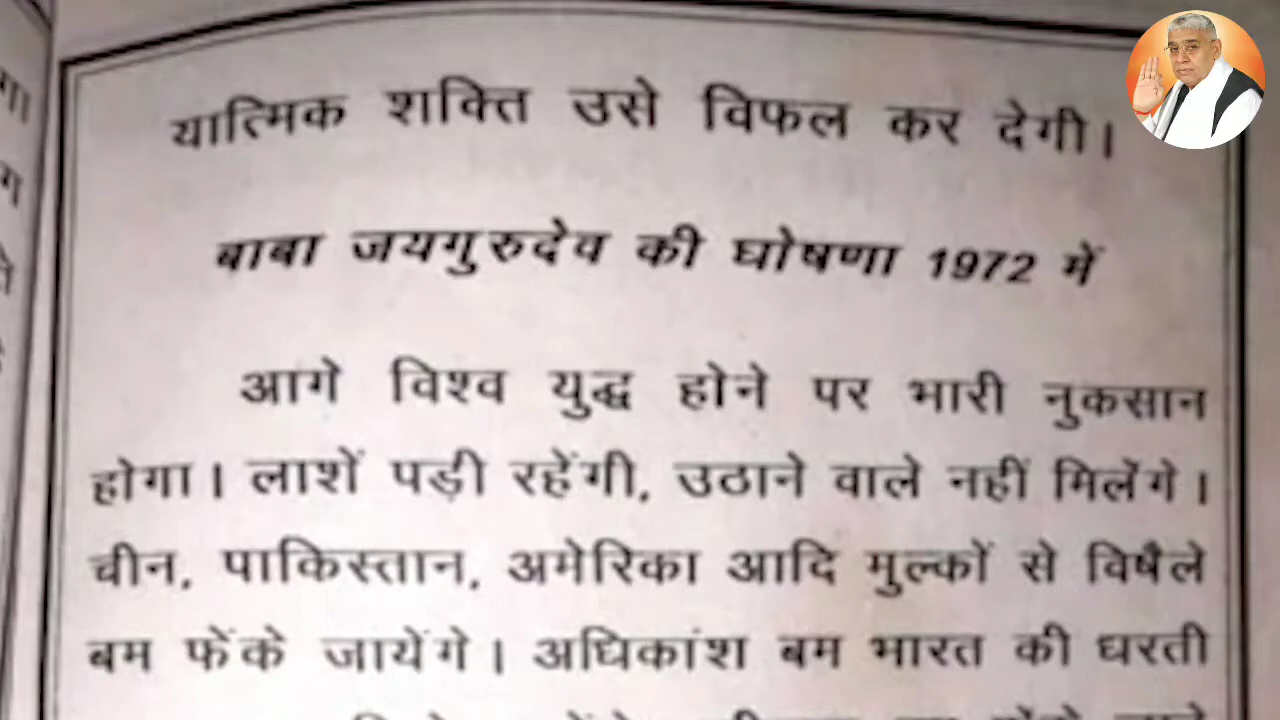 यात्मिक शक्ति उसे विफल कर देगी।
बाबा जयगुरुदेव की घोषणा 1972 में
आगे विश्व युद्ध होने पर भारी नुकसान
होगा। लाशें पड़ी रहेंगी, उठाने वाले नहीं मिलेंगे।
चीन, पाकिस्तान, अमेरिका आदि मुल्कों से विषैले
बम फेंके जायेंगे। अधिकांश बम भारत की धरती